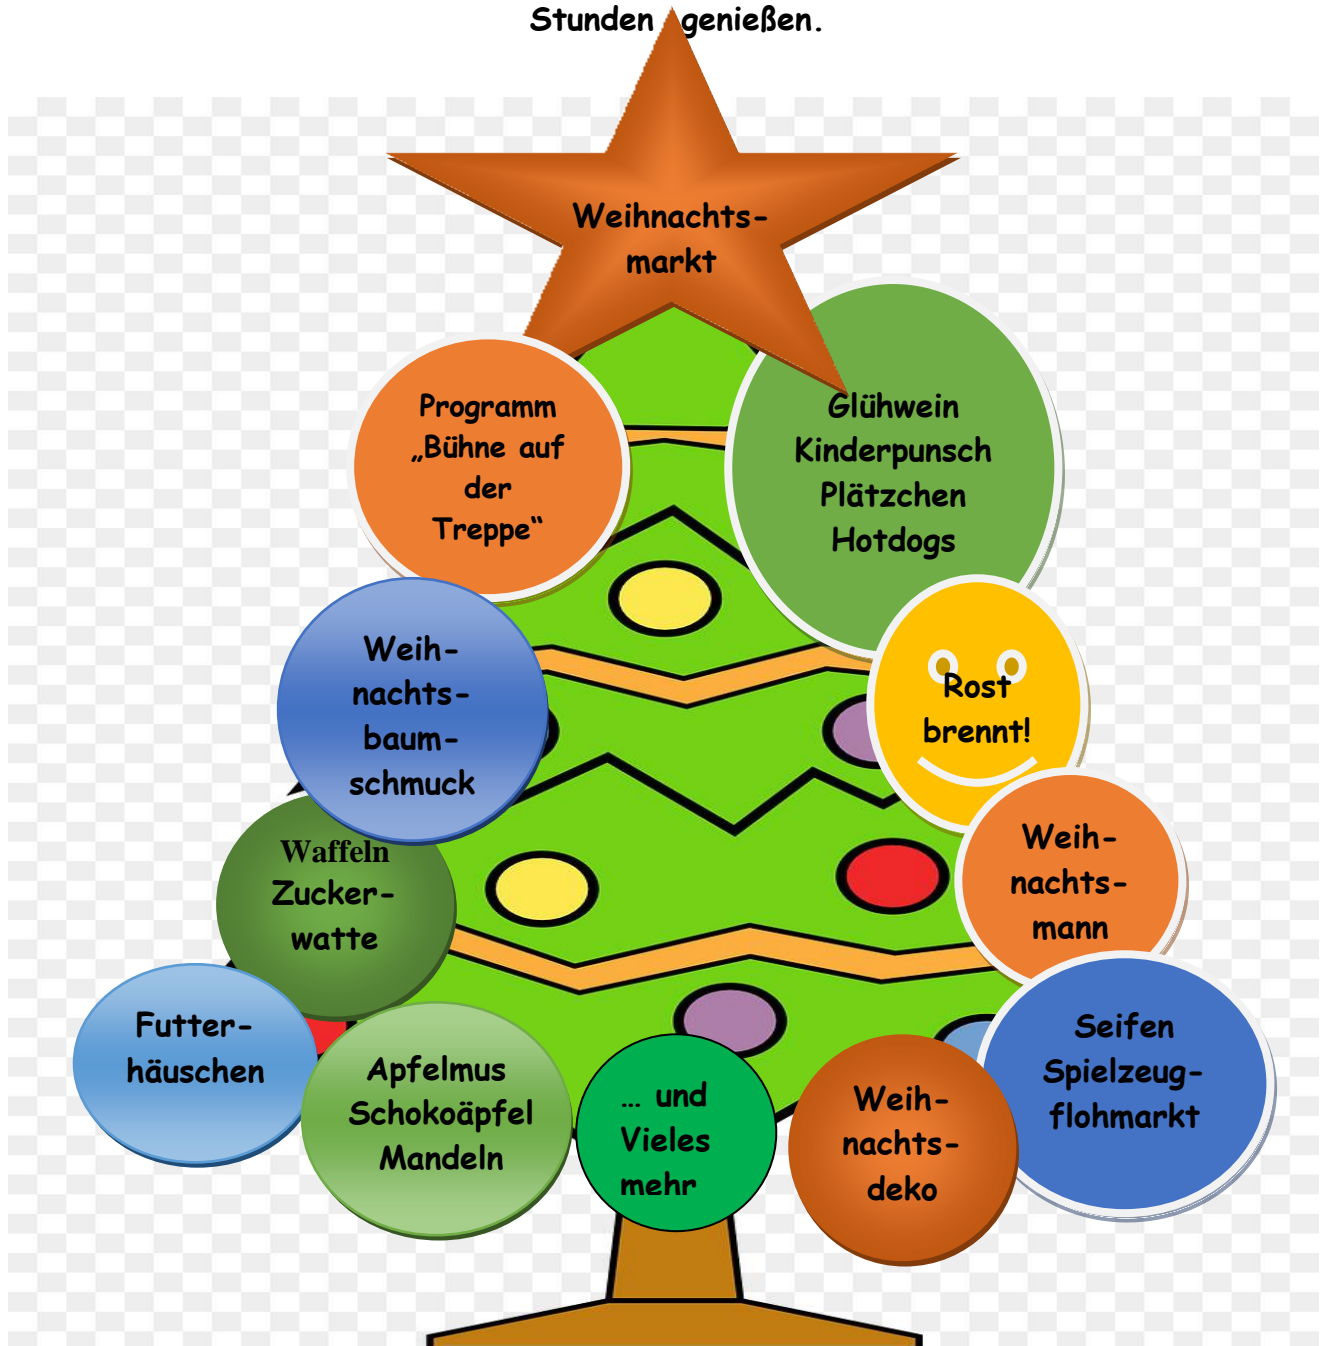 Stunden genießen.
Weihnachts-
markt
Programm
„Bühne auf
der
Treppe“
Glühwein
Kinderpunsch
Plätzchen
Hotdogs
Weih-
nachts-
baum-
schmuck
Rost
brennt!
Waffeln
Zucker-
watte
Weih-
nachts-
mann
Futter-
häuschen
Apfelmus
Schokoäpfel
Mandeln
... und
Vieles
mehr
Weih-
nachts-
deko
Seifen
Spielzeug-
flohmarkt